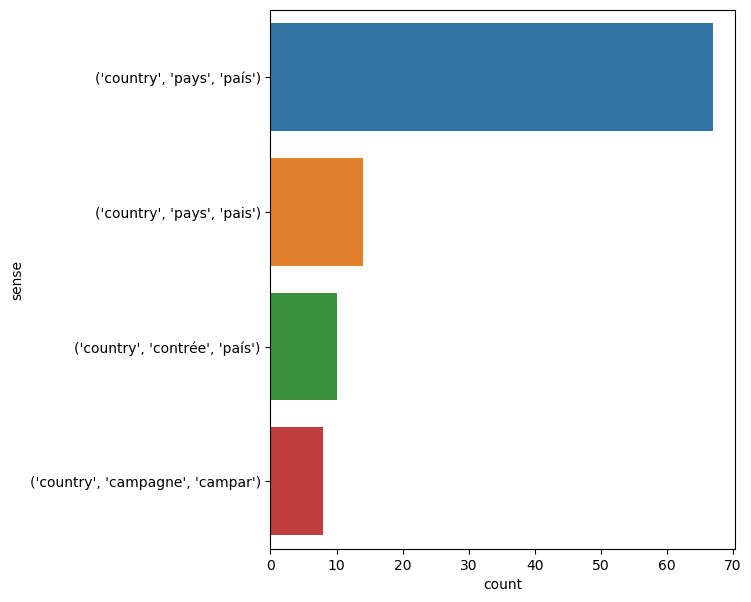 ('country', 'pays', 'país')
('country', 'pays', 'pais')
('country', 'contrée', 'país')
('country', 'campagne', 'campar')
sense
0 10 20 30 40 50 60 70
count